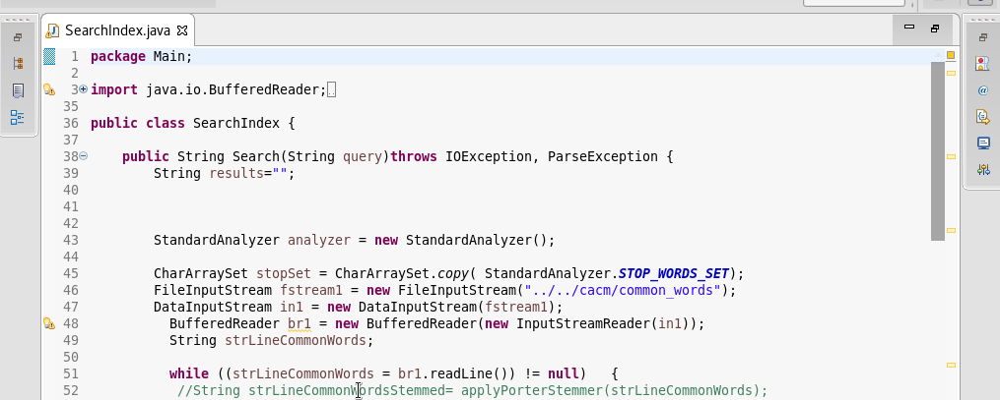 SearchIndex.java
1 package Main;
2
3 import java.io.BufferedReader;
35
36 public class SearchIndex {
37
38 public String Search(String query)throws IOException, ParseException {
39 String results="";
40
41
42
43 StandardAnalyzer analyzer = new StandardAnalyzer();
44
45 CharArraySet stopSet = CharArraySet.copy( StandardAnalyzer.STOP_WORDS_SET);
46 FileInputStream fstream1 = new FileInputStream("../../cacm/common_words");
47 DataInputStream in1 = new DataInputStream(fstream1);
48 BufferedReader br1 = new BufferedReader(new InputStreamReader(in1));
49 String strLineCommonWords;
50
51 while ((strLineCommonWords = br1.readLine()) != null) {
52 //String strLineCommonWordsStemmed= applyPorterStemmer(strLineCommonWords);